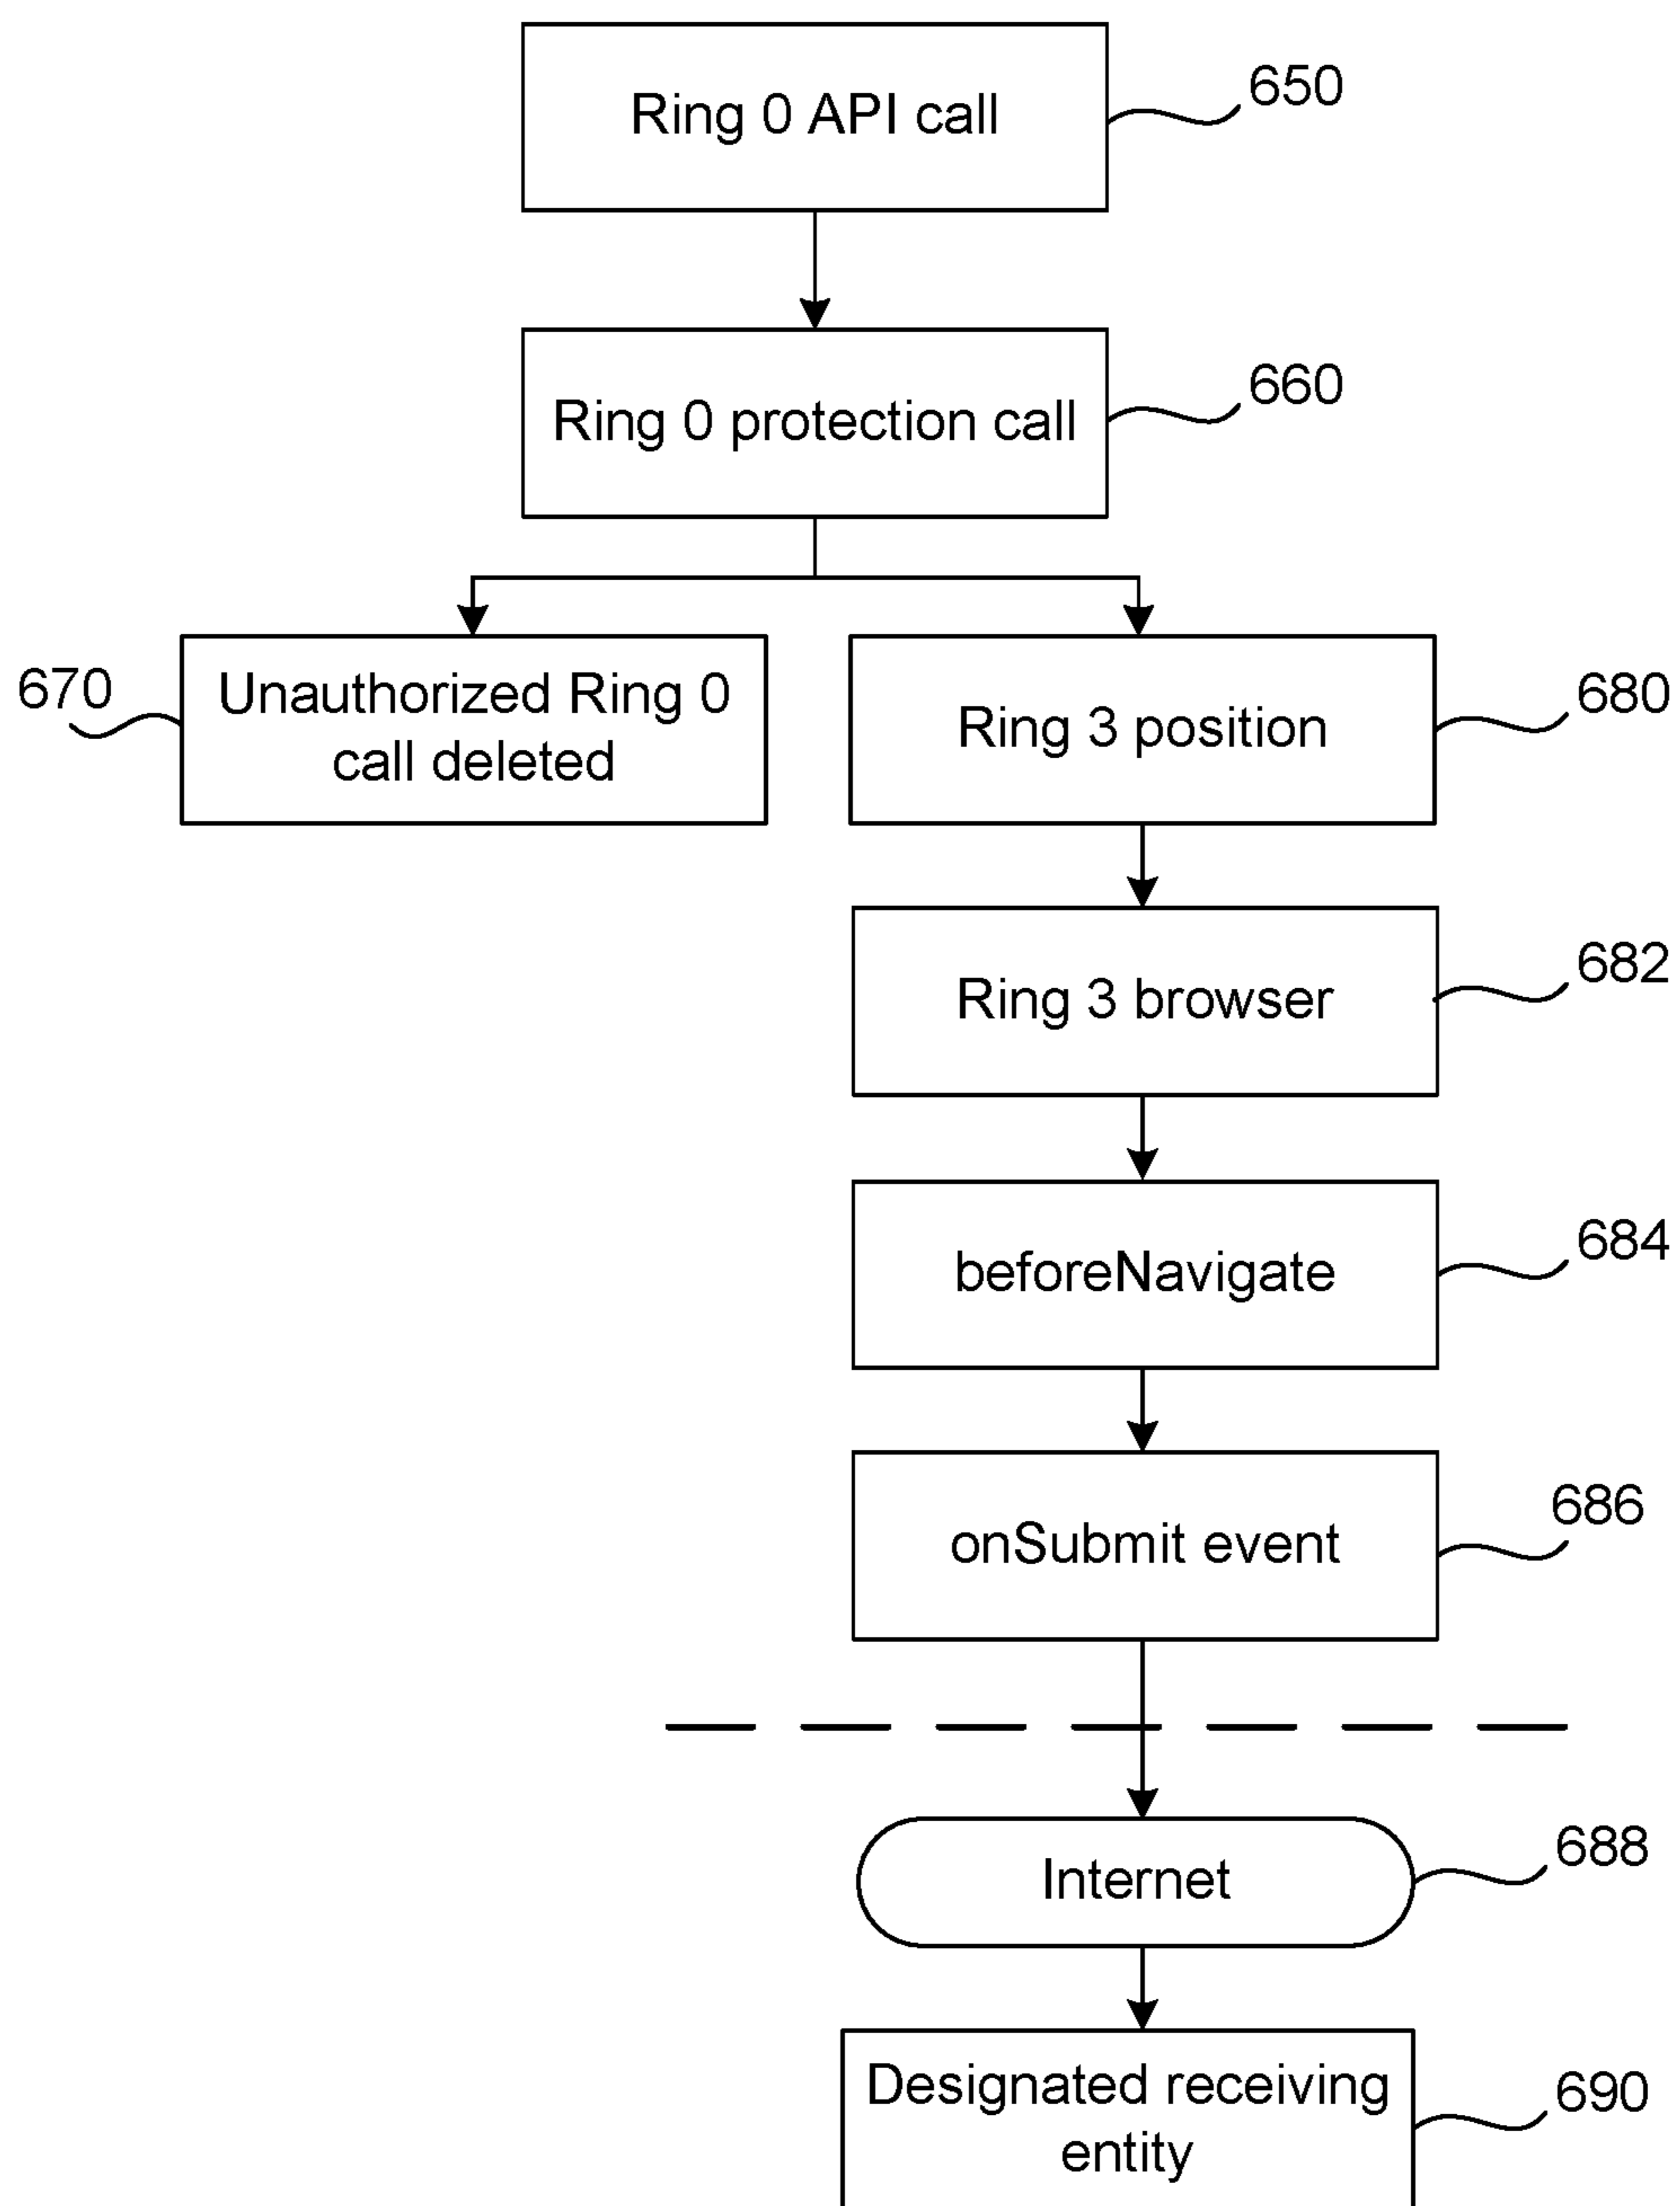 Ring 0 API call
650
Ring 0 protection call
660
670
Unauthorized Ring 0
call deleted
Ring 3 position
680
Ring 3 browser
682
beforeNavigate
684
onSubmit event
686
Internet
688
Designated receiving
entity
690